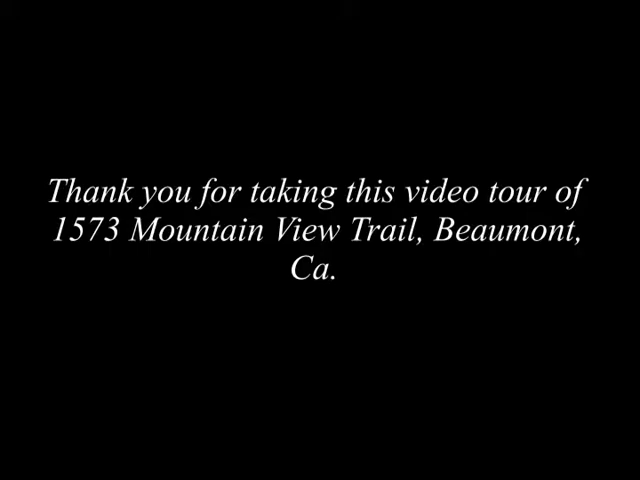 Thank you for taking this video tour of
1573 Mountain View Trail, Beaumont,
Ca.